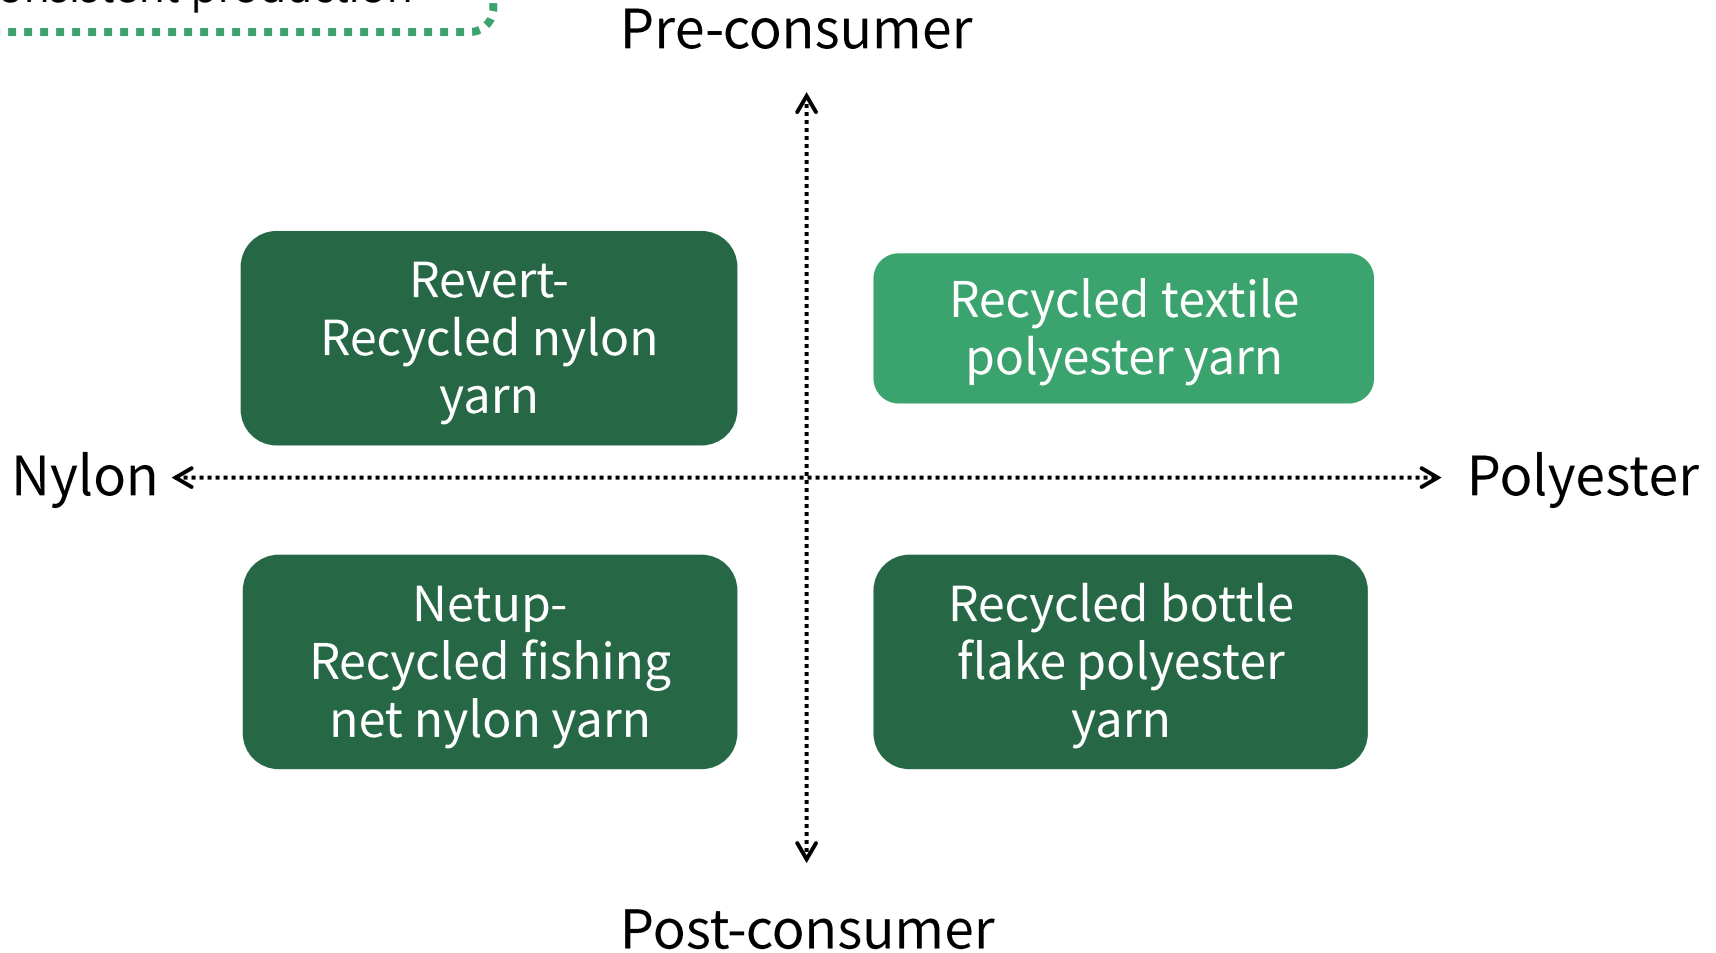 production
Pre-consumer
Revert-
Recycled nylon
yarn
Recycled textile
polyester yarn
Nylon
Polyester
Netup-
Recycled fishing
net nylon yarn
Recycled bottle
flake polyester
yarn
Post-consumer